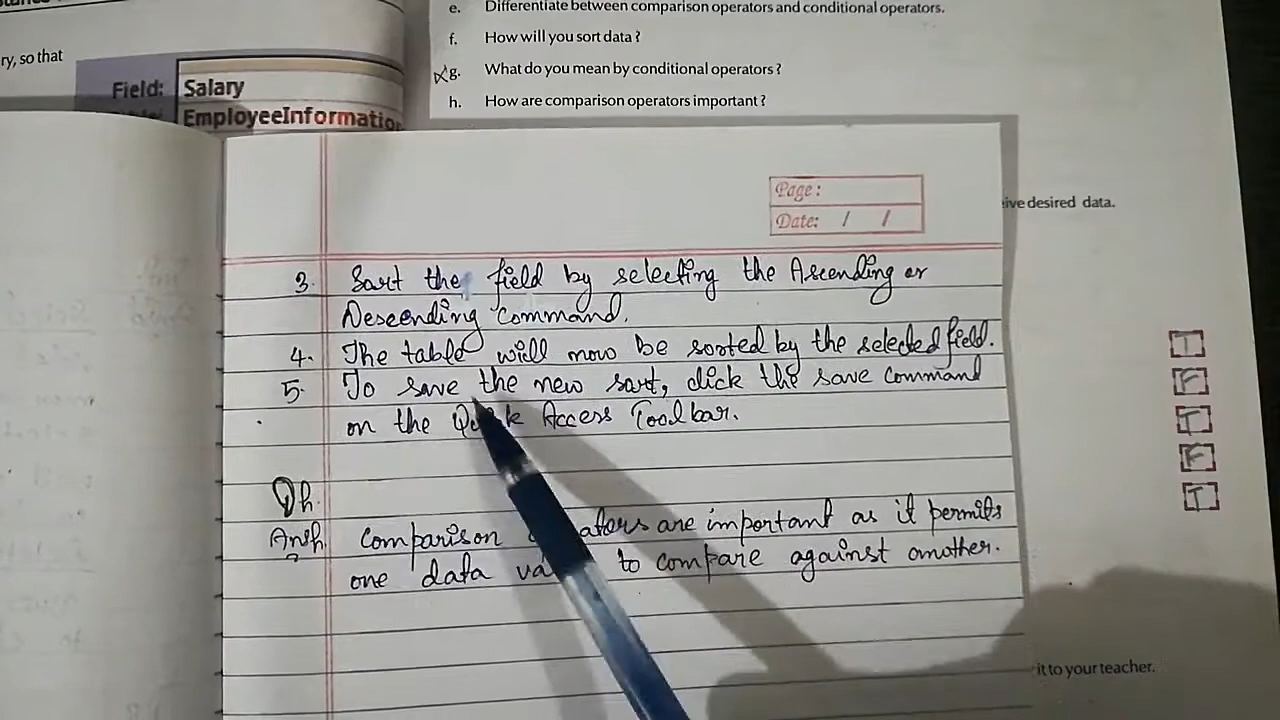 e. Differentiate between comparison operators and conditional operators.
ry, so that
f. How will you sort data ?
g. What do you mean by conditional operators ?
h. How are comparison operators important ?
Field: Salary
EmployeeInformatio
Page:
Date: / /
ive desired data.
3. Sort the field by selecting the Ascending or
Descending Command.
4. The table will now be sorted by the selected field.
5. To save the new sort, click the save Command
on the Access Toolbar.
Qh.
Ansh. Comparison are important as it permits
one data to compare against another.
T
F
T
F
T
it to your teacher.